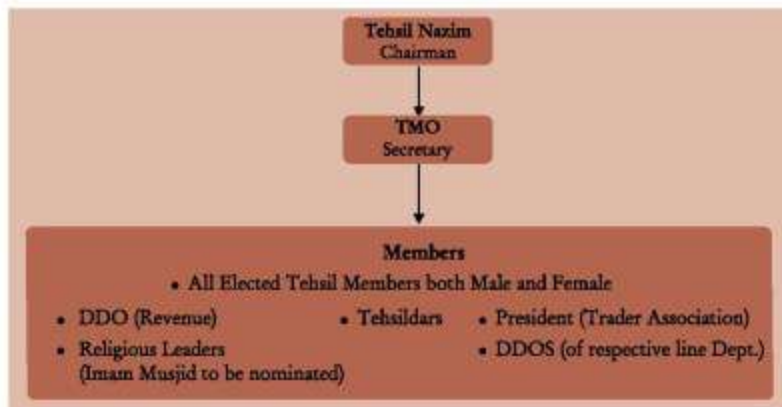 Tehsil Nazim
Chairman
TMO
Secretary
Members
• All Elected Tehsil Members both Male and Female
• DDO (Revenue)
• Tehsildars
• President (Trader Association)
• Religious Leaders
(Imam Musjid to be nominated)
• DDOS (of respective line Dept.)